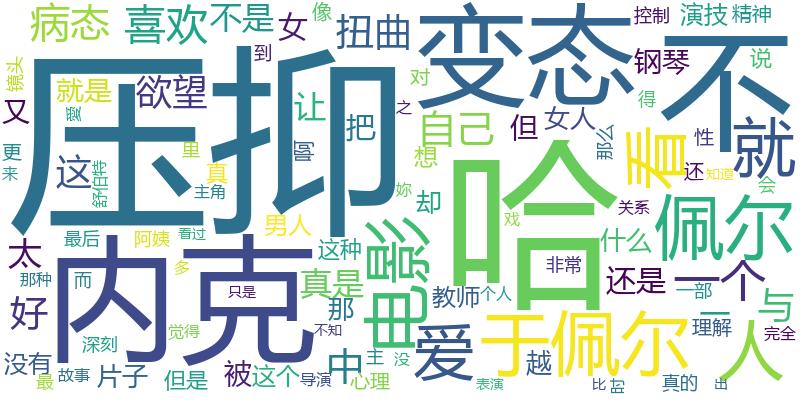 病态
喜欢
不是
女
像
扭曲
变态
不
控制
演技
精神
到
钢琴
说
镜头
又
就是
欲望
让
对
之
得
压抑
哈
爱
更
来
这
里
真
啊
把
自己
但
女人
那么
看
性
还
就
知道
舒伯特
主角
想
妳
却
会
太
最后
阿姨
看过
男人
这种
电影
戏
什么
关系
佩尔
那种
而
多
只是
真是
非常
还是
一个
好
内克
那
教师
个人
一部
一
与
没有
深刻
觉得
不知
爱
于佩尔
越
理解
完全
人
最
故事
片子
但是
被
这个
导演
中
主
心理
没
表演
比
真的
出